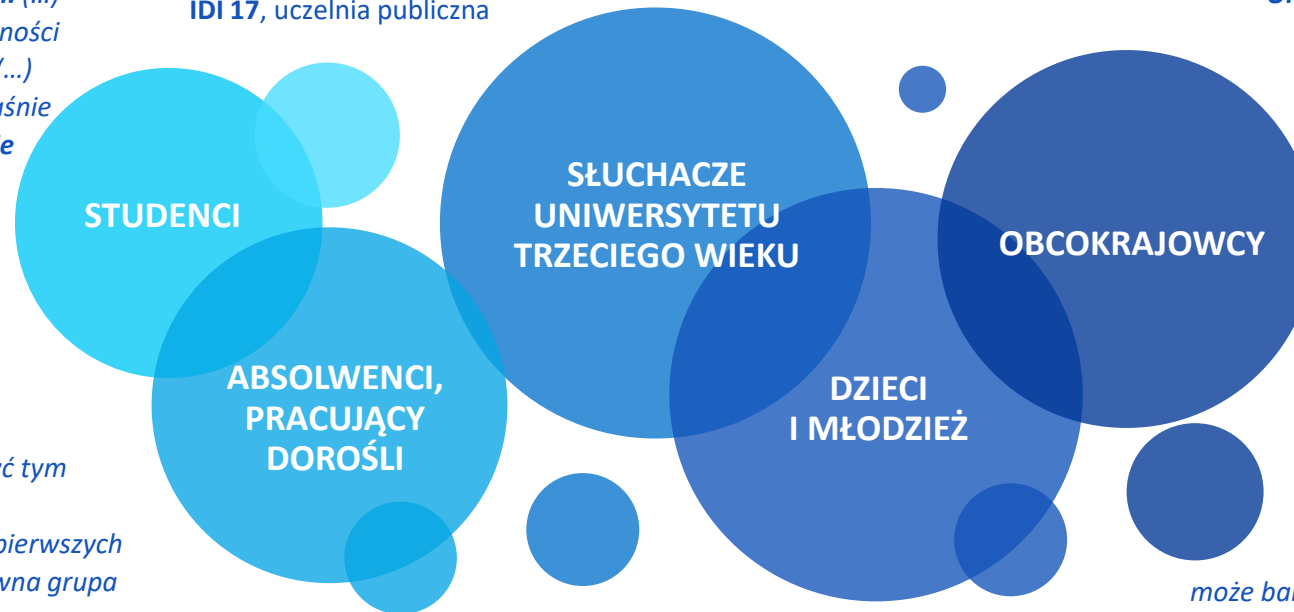 (…)
IDI 17, uczelnia publiczna
ności
(…)
aśnie
STUDENCI
SŁUCHACZE
UNIWERSYTETU
TRZECIEGO WIEKU
OBCOKRAJOWCY
ABSOLWENCI,
PRACUJĄCY
DOROŚLI
DZIECI
I MŁODZIEŻ
ć tym
pierwszych
wna grupa
może bar